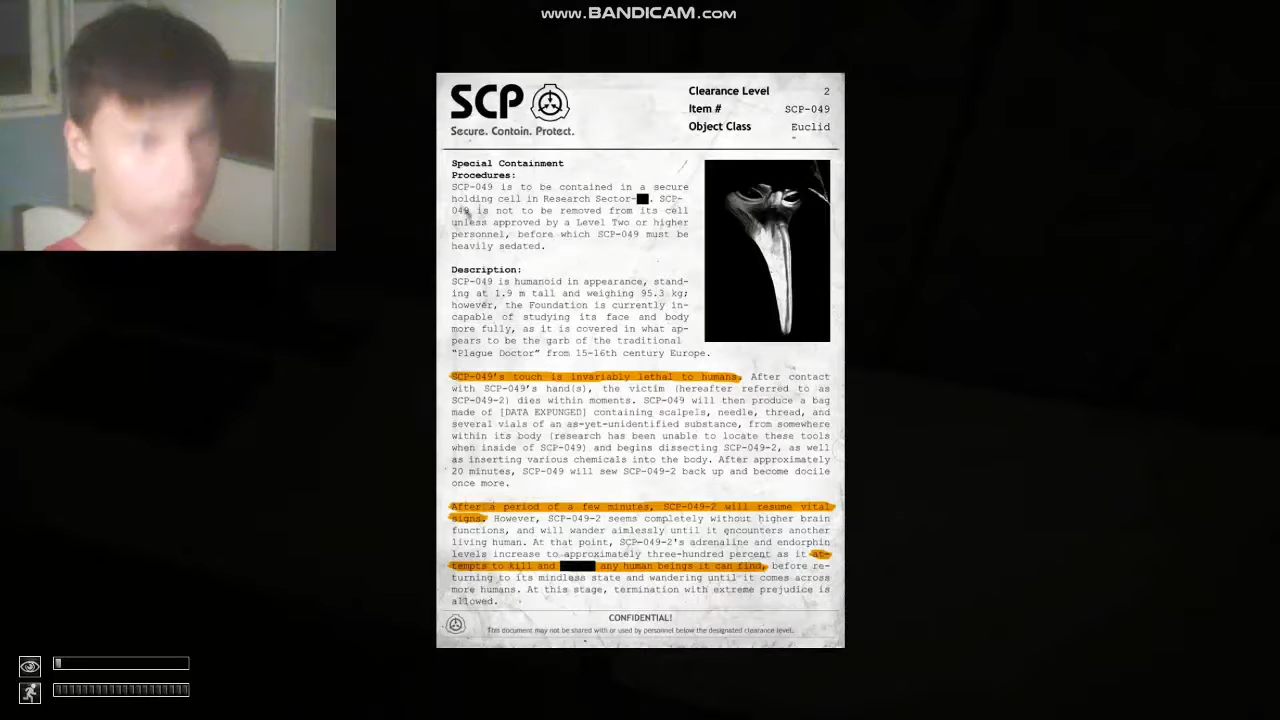 www.BANDICAM.com
SCP
Secure. Contain. Protect.
Clearance Level 2
Item # SCP-049
Object Class Euclid
Special Containment
Procedures:
SCP-049 is to be contained in a secure
holding cell in Research Sector-██. SCP-
049 is not to be removed from its cell
unless approved by a Level Two or higher
personnel, before which SCP-049 must be
heavily sedated.
Description:
SCP-049 is humanoid in appearance, stand-
ing at 1.9 m tall and weighing 95.3 kg;
however, the Foundation is currently in-
capable of studying its face and body
more fully, as it is covered in what ap-
pears to be the garb of the traditional
“Plague Doctor” from 15-16th century Europe.
SCP-049's touch is invariably lethal to humans. After contact
with SCP-049's hand(s), the victim (hereafter referred to as
SCP-049-2) dies within moments. SCP-049 will then produce a bag
made of [DATA EXPUNGED] containing scalpels, needle, thread, and
several vials of an as-yet-unidentified substance, from somewhere
within its body (research has been unable to locate these tools
when inside of SCP-049) and begins dissecting SCP-049-2, as well
as inserting various chemicals into the body. After approximately
20 minutes, SCP-049 will sew SCP-049-2 back up and become docile
once more.
After a period of a few minutes, SCP-049-2 will resume vital
signs. However, SCP-049-2 seems completely without higher brain
functions, and will wander aimlessly until it encounters another
living human. At that point, SCP-049-2's adrenaline and endorphin
levels increase to approximately three-hundred percent as it at-
tempts to kill and ████ any human beings it can find, before re-
turning to its mindless state and wandering until it comes across
more humans. At this stage, termination with extreme prejudice is
allowed.
CONFIDENTIAL!
This document may not be shared with or used by personnel below the designated clearance level.